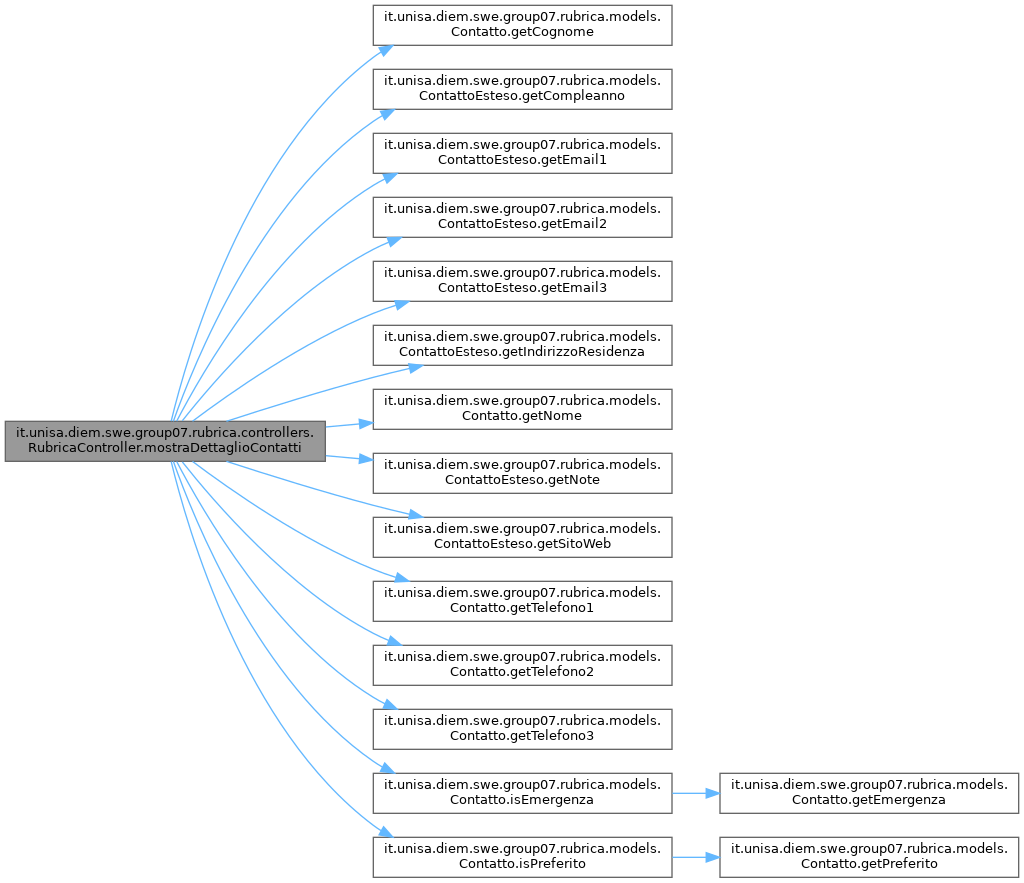 it.unisa.diem.swe.group07.rubrica.controllers.
RubricaController.mostraDettaglioContatti
it.unisa.diem.swe.group07.rubrica.models.
Contatto.getCognome
it.unisa.diem.swe.group07.rubrica.models.
ContattoEsteso.getCompleanno
it.unisa.diem.swe.group07.rubrica.models.
ContattoEsteso.getEmail1
it.unisa.diem.swe.group07.rubrica.models.
ContattoEsteso.getEmail2
it.unisa.diem.swe.group07.rubrica.models.
ContattoEsteso.getEmail3
it.unisa.diem.swe.group07.rubrica.models.
ContattoEsteso.getIndirizzoResidenza
it.unisa.diem.swe.group07.rubrica.models.
Contatto.getNome
it.unisa.diem.swe.group07.rubrica.models.
ContattoEsteso.getNote
it.unisa.diem.swe.group07.rubrica.models.
ContattoEsteso.getSitoWeb
it.unisa.diem.swe.group07.rubrica.models.
Contatto.getTelefono1
it.unisa.diem.swe.group07.rubrica.models.
Contatto.getTelefono2
it.unisa.diem.swe.group07.rubrica.models.
Contatto.getTelefono3
it.unisa.diem.swe.group07.rubrica.models.
Contatto.isEmergenza
it.unisa.diem.swe.group07.rubrica.models.
Contatto.getEmergenza
it.unisa.diem.swe.group07.rubrica.models.
Contatto.isPreferito
it.unisa.diem.swe.group07.rubrica.models.
Contatto.getPreferito